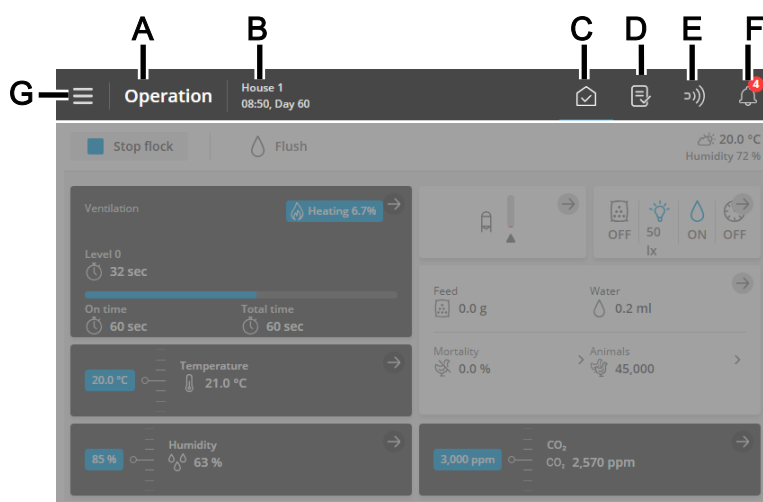 A B C D E F
G
Operation
House 1
08:50, Day 60
4
Stop flock
Flush
20.0 °C
Humidity 72 %
Ventilation
Heating 6.7%
Level 0
32 sec
On time Total time
60 sec 60 sec
OFF 50 lx ON OFF
Feed Water
0.0 g 0.2 ml
Mortality Animals
0.0 % 45,000
Temperature
20.0 °C 21.0 °C
Humidity
85 % 63 %
CO₂
3,000 ppm CO₂ 2,570 ppm